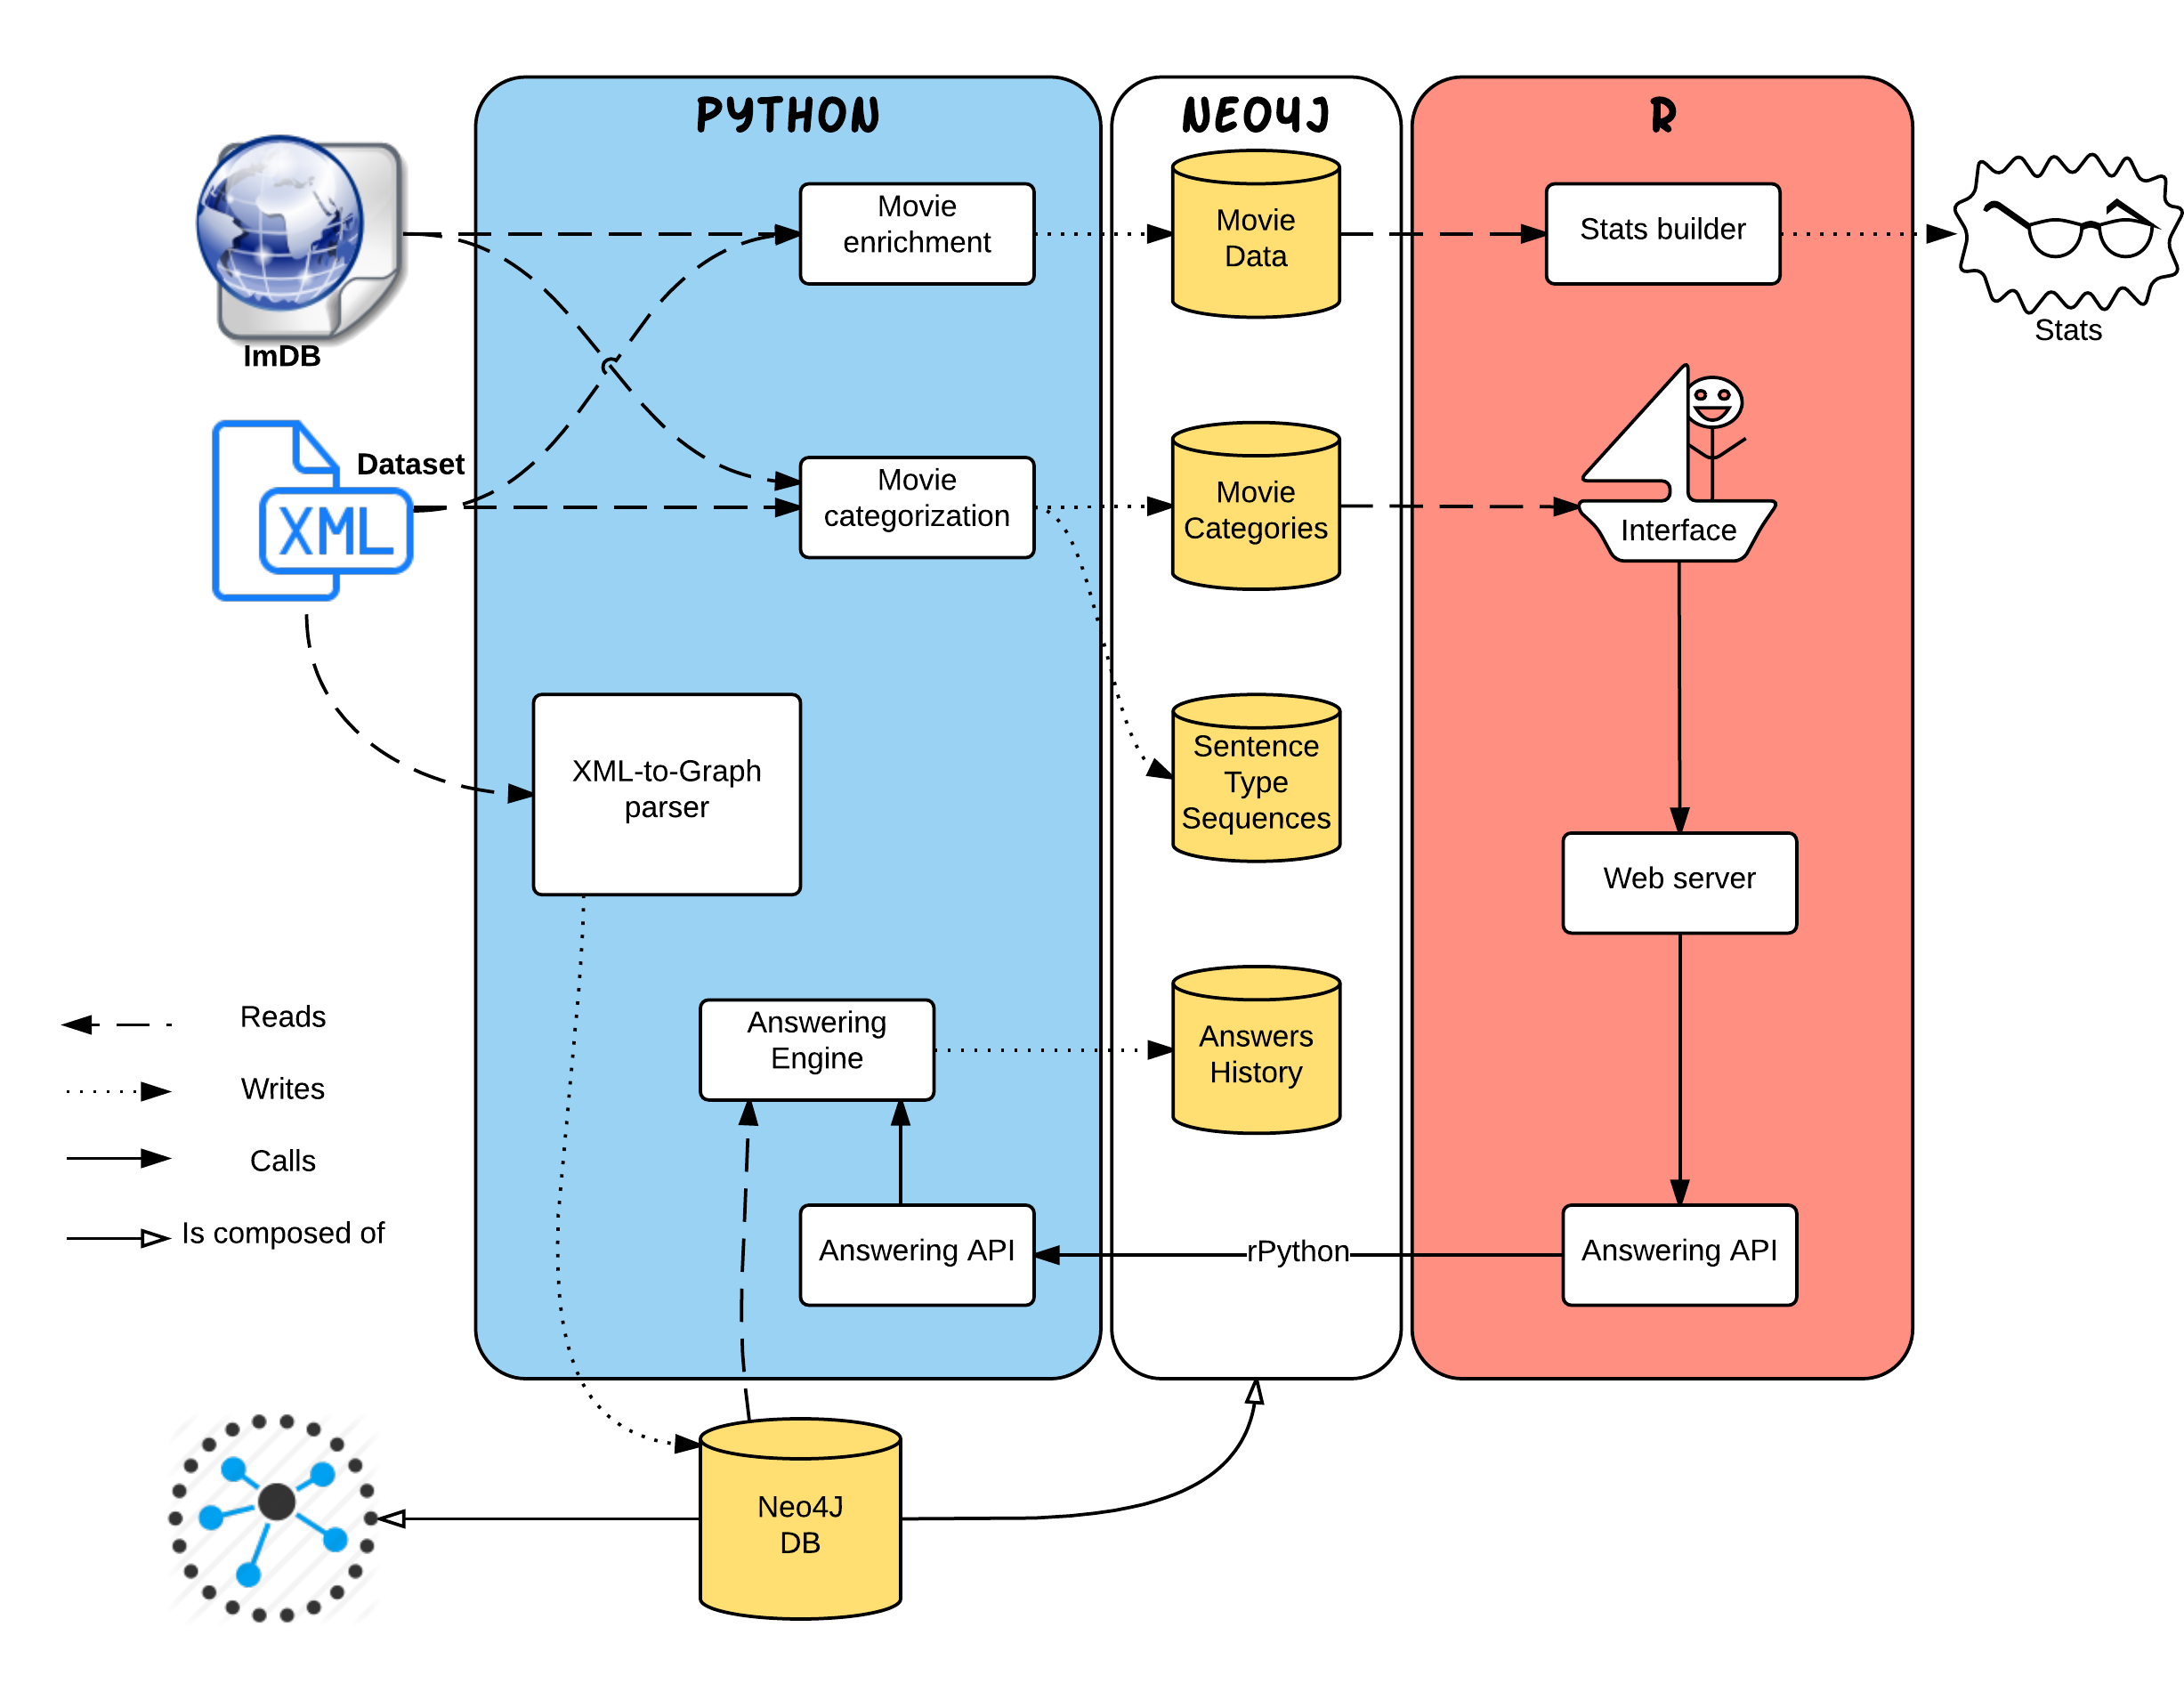 PYTHON
NEO4J
R
Movie
enrichment
Movie
Data
Stats builder
Stats
ImDB
Dataset
XML
Movie
categorization
Movie
Categories
Interface
XML-to-Graph
parser
Sentence
Type
Sequences
Web server
Reads
Writes
Calls
Is composed of
Answering
Engine
Answers
History
Answering API
rPython
Answering API
Neo4J
DB